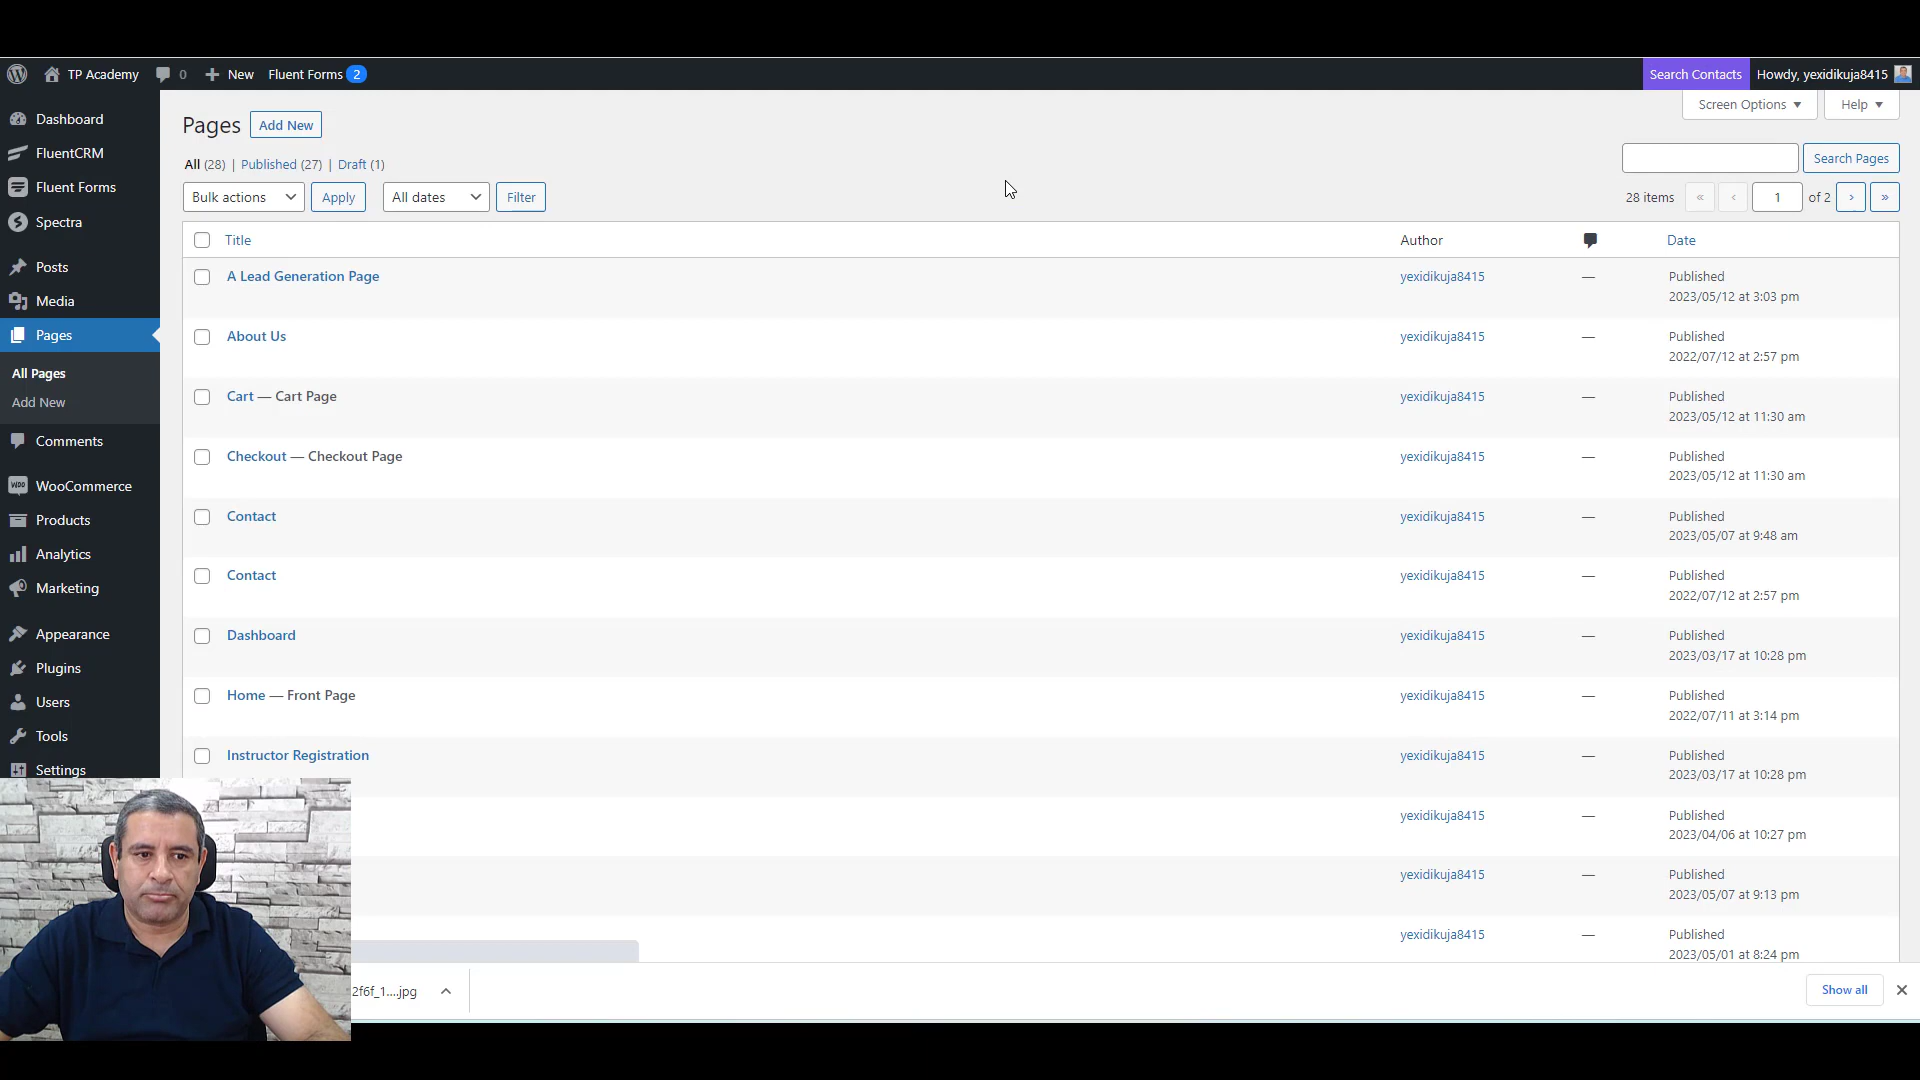 TP Academy 0 New Fluent Forms 2 Search Contacts Howdy, yexidikuja8415
Screen Options Help
Pages Add New
All (28) | Published (27) | Draft (1)
Search Pages
Bulk actions Apply All dates Filter 28 items « ‹ 1 of 2 › »
Dashboard
FluentCRM
Fluent Forms
Spectra
Posts
Media
Pages
All Pages
Add New
Comments
WooCommerce
Products
Analytics
Marketing
Appearance
Plugins
Users
Tools
Settings
Title Author Date
A Lead Generation Page yexidikuja8415 — Published
2023/05/12 at 3:03 pm
About Us yexidikuja8415 — Published
2022/07/12 at 2:57 pm
Cart — Cart Page yexidikuja8415 — Published
2023/05/12 at 11:30 am
Checkout — Checkout Page yexidikuja8415 — Published
2023/05/12 at 11:30 am
Contact yexidikuja8415 — Published
2023/05/07 at 9:48 am
Contact yexidikuja8415 — Published
2022/07/12 at 2:57 pm
Dashboard yexidikuja8415 — Published
2023/03/17 at 10:28 pm
Home — Front Page yexidikuja8415 — Published
2022/07/11 at 3:14 pm
Instructor Registration yexidikuja8415 — Published
2023/03/17 at 10:28 pm
yexidikuja8415 — Published
2023/04/06 at 10:27 pm
yexidikuja8415 — Published
2023/05/07 at 9:13 pm
yexidikuja8415 — Published
2023/05/01 at 8:24 pm
2f6f_1....jpg Show all